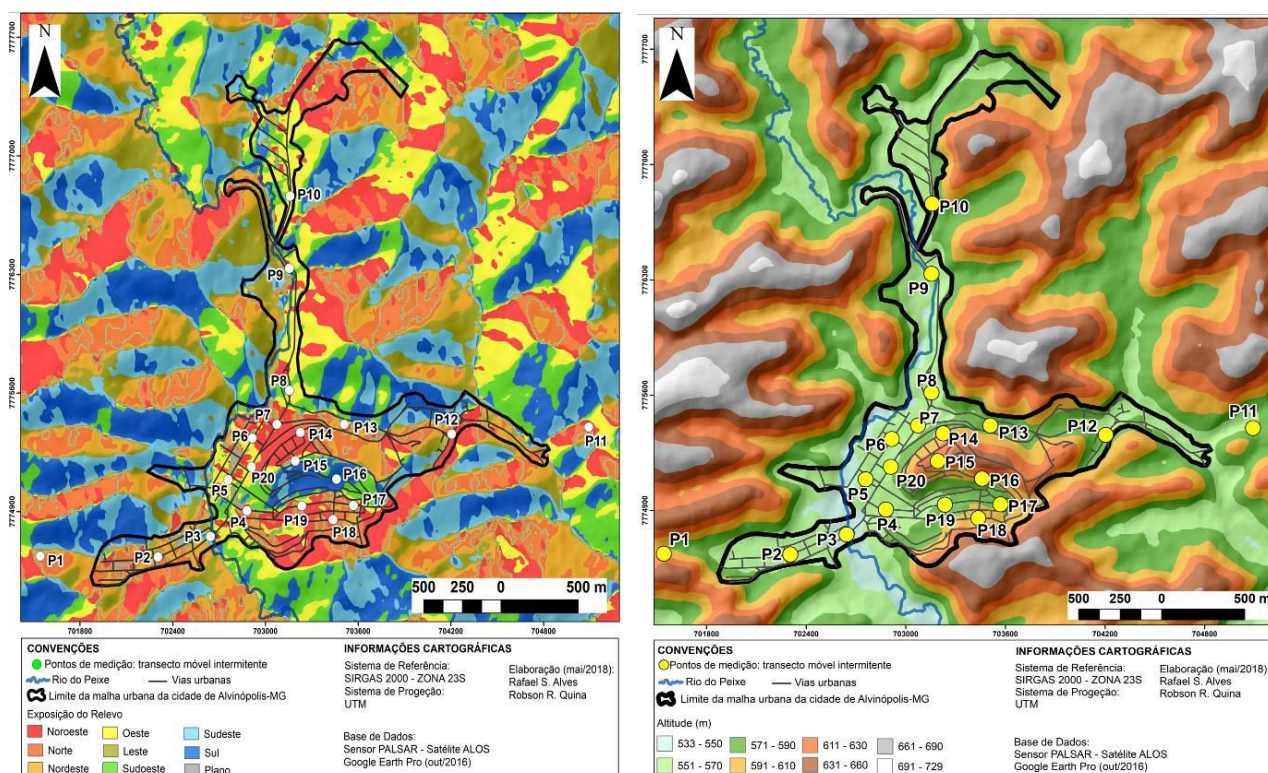 N
7777700
7777000
7776300
7775600
7774900
P10
P9
P8
P7
P6
P14
P13
P12
P11
P15
P20
P16
P5
P4
P19
P17
P18
P3
P2
P1
500 250 0 500 m
701800 702400 703000 703600 704200 704800
CONVENÇÕES
Pontos de medição: transecto móvel intermitente
Rio do Peixe
Vias urbanas
Limite da malha urbana da cidade de Alvinópolis-MG
Exposição do Relevo
Noroeste
Oeste
Sudeste
Norte
Leste
Sul
Nordeste
Sudoeste
Plano
INFORMAÇÕES CARTOGRÁFICAS
Sistema de Referência:
SIRGAS 2000 - ZONA 23S
Sistema de Progeção:
UTM
Elaboração (mai/2018):
Rafael S. Alves
Robson R. Quina
Base de Dados:
Sensor PALSAR - Satélite ALOS
Google Earth Pro (out/2016)
N
7777700
7777000
7776300
7775600
7774900
P10
P9
P8
P7
P6
P14
P13
P12
P11
P15
P20
P16
P5
P4
P19
P17
P18
P3
P2
P1
500 250 0 500 m
701800 702400 703000 703600 704200 704800
CONVENÇÕES
Pontos de medição: transecto móvel intermitente
Rio do Peixe
Vias urbanas
Limite da malha urbana da cidade de Alvinópolis-MG
Altitude (m)
533 - 550
571 - 590
611 - 630
661 - 690
551 - 570
591 - 610
631 - 660
691 - 729
INFORMAÇÕES CARTOGRÁFICAS
Sistema de Referência:
SIRGAS 2000 - ZONA 23S
Sistema de Progeção:
UTM
Elaboração (mai/2018):
Rafael S. Alves
Robson R. Quina
Base de Dados:
Sensor PALSAR - Satélite ALOS
Google Earth Pro (out/2016)